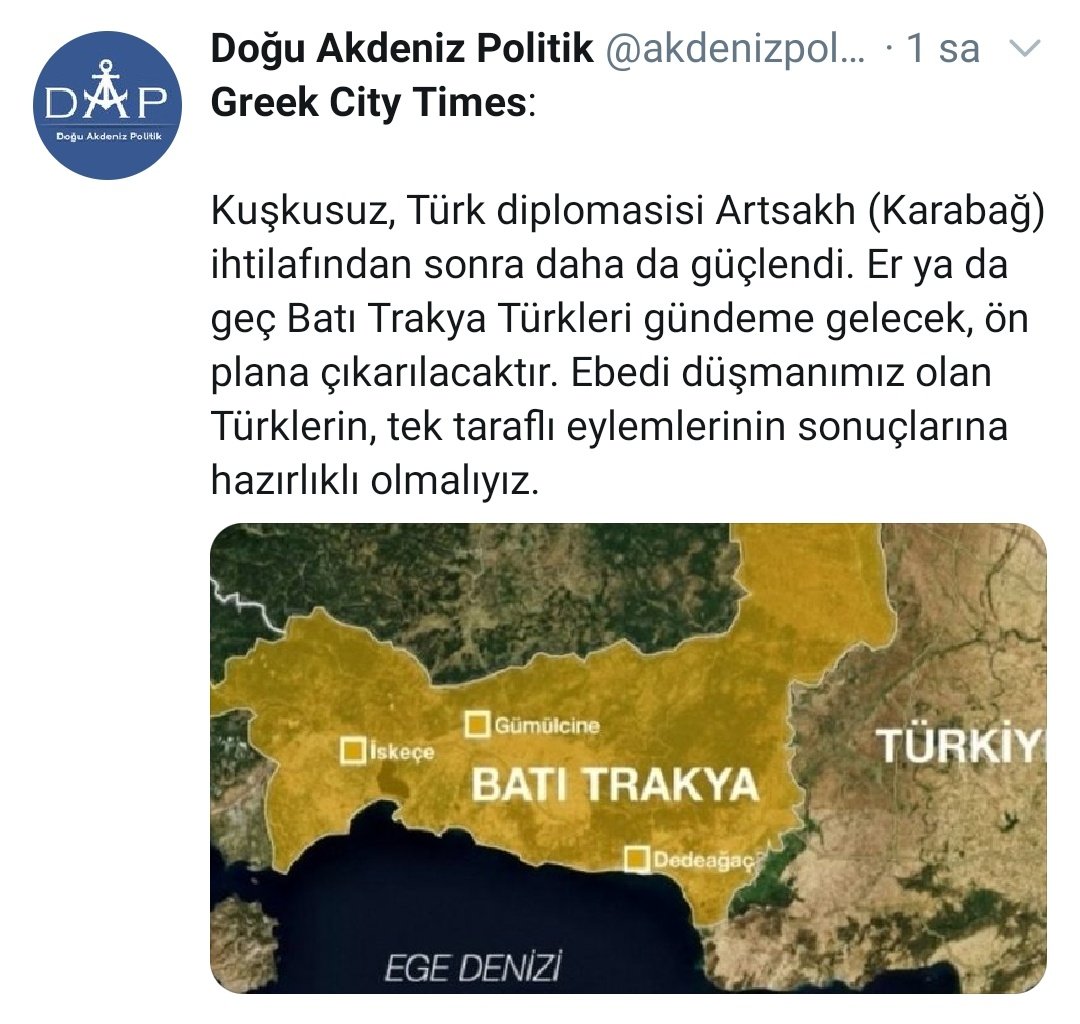 DAP
Doğu Akdeniz Politik
Doğu Akdeniz Politik @akdenizpol... · 1 sa
Greek City Times:
Kuşkusuz, Türk diplomasisi Artsakh (Karabağ)
ihtilafından sonra daha da güçlendi. Er ya da
geç Batı Trakya Türkleri gündeme gelecek, ön
plana çıkarılacaktır. Ebedi düşmanımız olan
Türklerin, tek taraflı eylemlerinin sonuçlarına
hazırlıklı olmalıyız.
Gümülcine
İskeçe
TÜRKİY
BATI TRAKYA
Dedeağaç
EGE DENİZİ